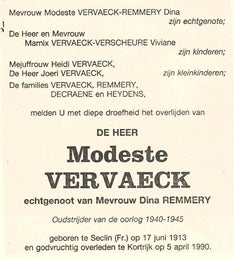 Mevrouw Modeste VERVAECK-REMMERY Dina
zijn echtgenote;
De Heer en Mevrouw
Marnix VERVAECK-VERSCHEURE Viviane
zijn kinderen;
Mejuffrouw Heidi VERVAECK,
De Heer Joeri VERVAECK,
zijn kleinkinderen;
De families VERVAECK, REMMERY,
DECRAENE en HEYDENS,
melden U met diepe droefheid het overlijden van
DE HEER
Modeste
VERVAECK
echtgenoot van Mevrouw Dina REMMERY
Oudstrijder van de oorlog 1940-1945
geboren te Seclin (Fr.) op 17 juni 1913
en godvruchtig overleden te Kortrijk op 5 april 1990.